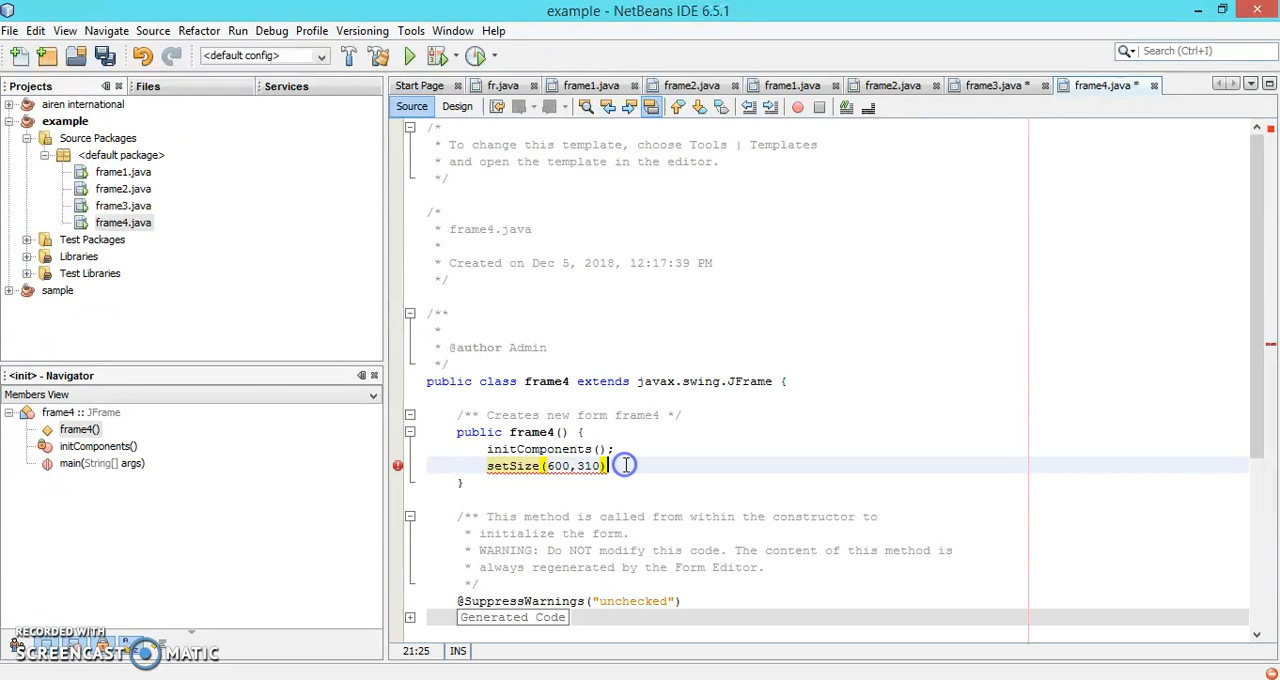 example - NetBeans IDE 6.5.1
File Edit View Navigate Source Refactor Run Debug Profile Versioning Tools Window Help
<default config>
Search (Ctrl+I)
Projects Files Services
Start Page fr.java frame1.java frame2.java frame1.java frame2.java frame3.java * frame4.java *
airen international
example
Source Packages
<default package>
frame1.java
frame2.java
frame3.java
frame4.java
Test Packages
Libraries
Test Libraries
sample
<init> - Navigator
Members View
frame4 :: JFrame
frame4()
initComponents()
main(String[] args)
Source Design
/*
* To change this template, choose Tools | Templates
* and open the template in the editor.
*/
/*
* frame4.java
*
* Created on Dec 5, 2018, 12:17:39 PM
*/
/**
*
* @author Admin
*/
public class frame4 extends javax.swing.JFrame {
/** Creates new form frame4 */
public frame4() {
initComponents();
setSize(600,310)
}
/** This method is called from within the constructor to
* initialize the form.
* WARNING: Do NOT modify this code. The content of this method is
* always regenerated by the Form Editor.
*/
@SuppressWarnings("unchecked")
Generated Code
21:25 INS
RECORDED WITH
SCREENCAST MATIC